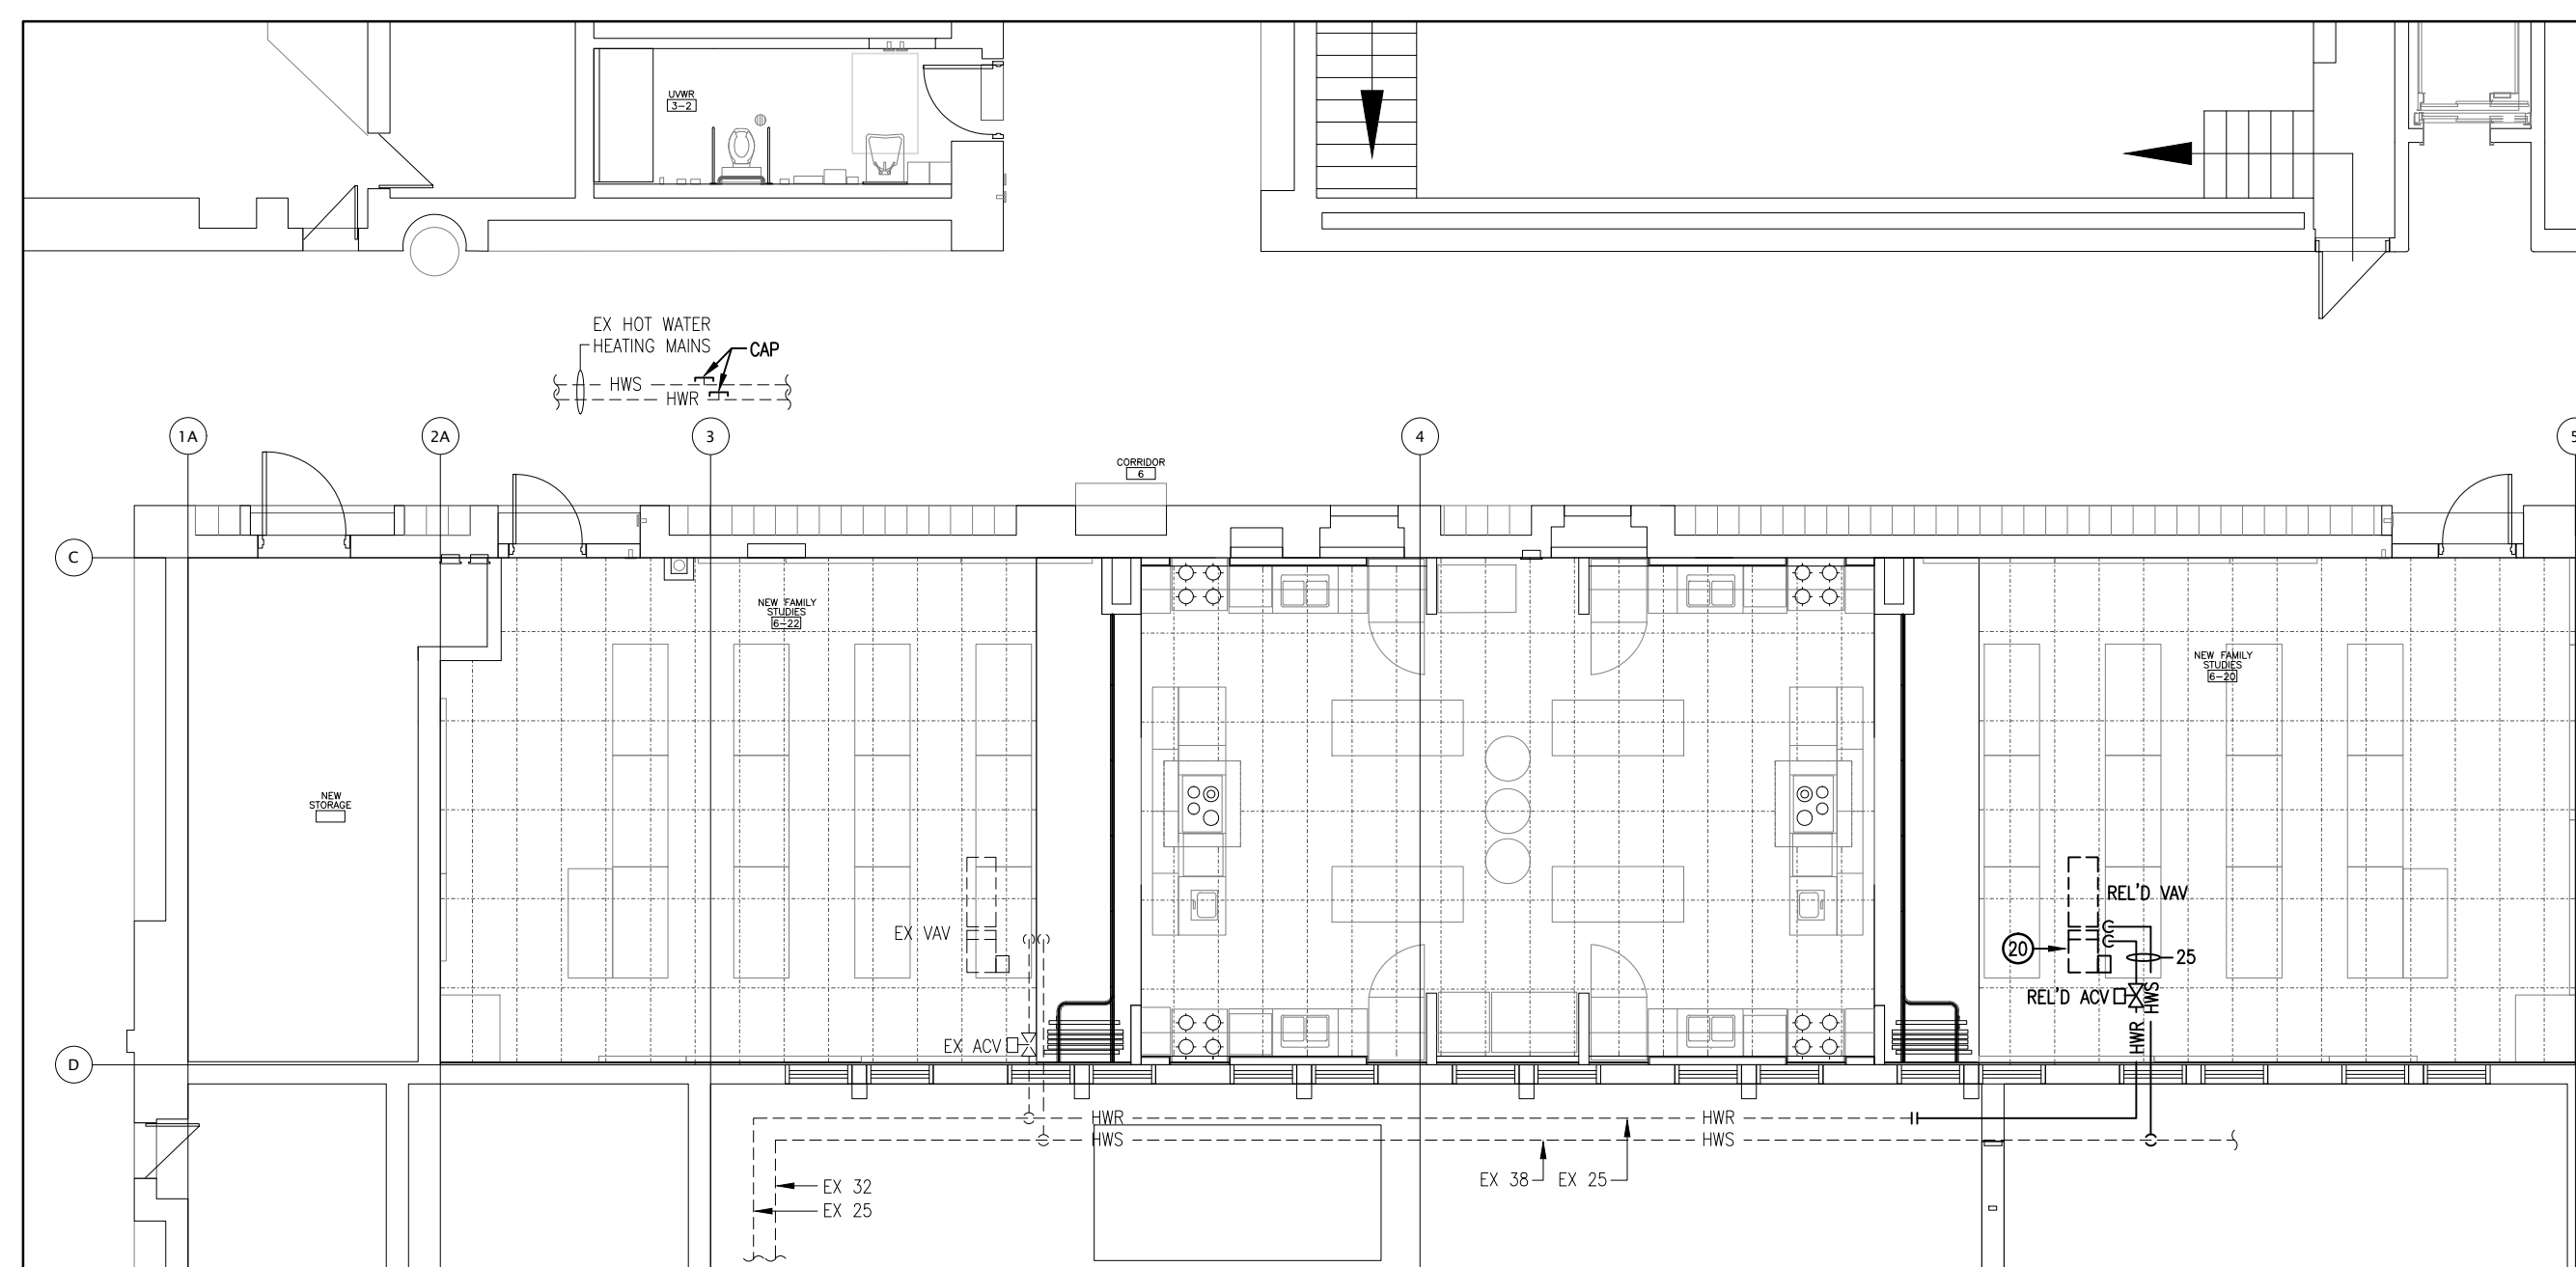 UVWR
3-2
EX HOT WATER
HEATING MAINS
CAP
HWS
HWR
1A
2A
3
4
5
CORRIDOR
6
C
NEW FAMILY
STUDIES
6-22
NEW FAMILY
STUDIES
6-20
NEW
STORAGE
REL'D VAV
EX VAV
20
25
REL'D ACV
HWS
HWR
EX ACV
D
HWR
HWR
HWS
HWS
EX 38
EX 25
EX 32
EX 25